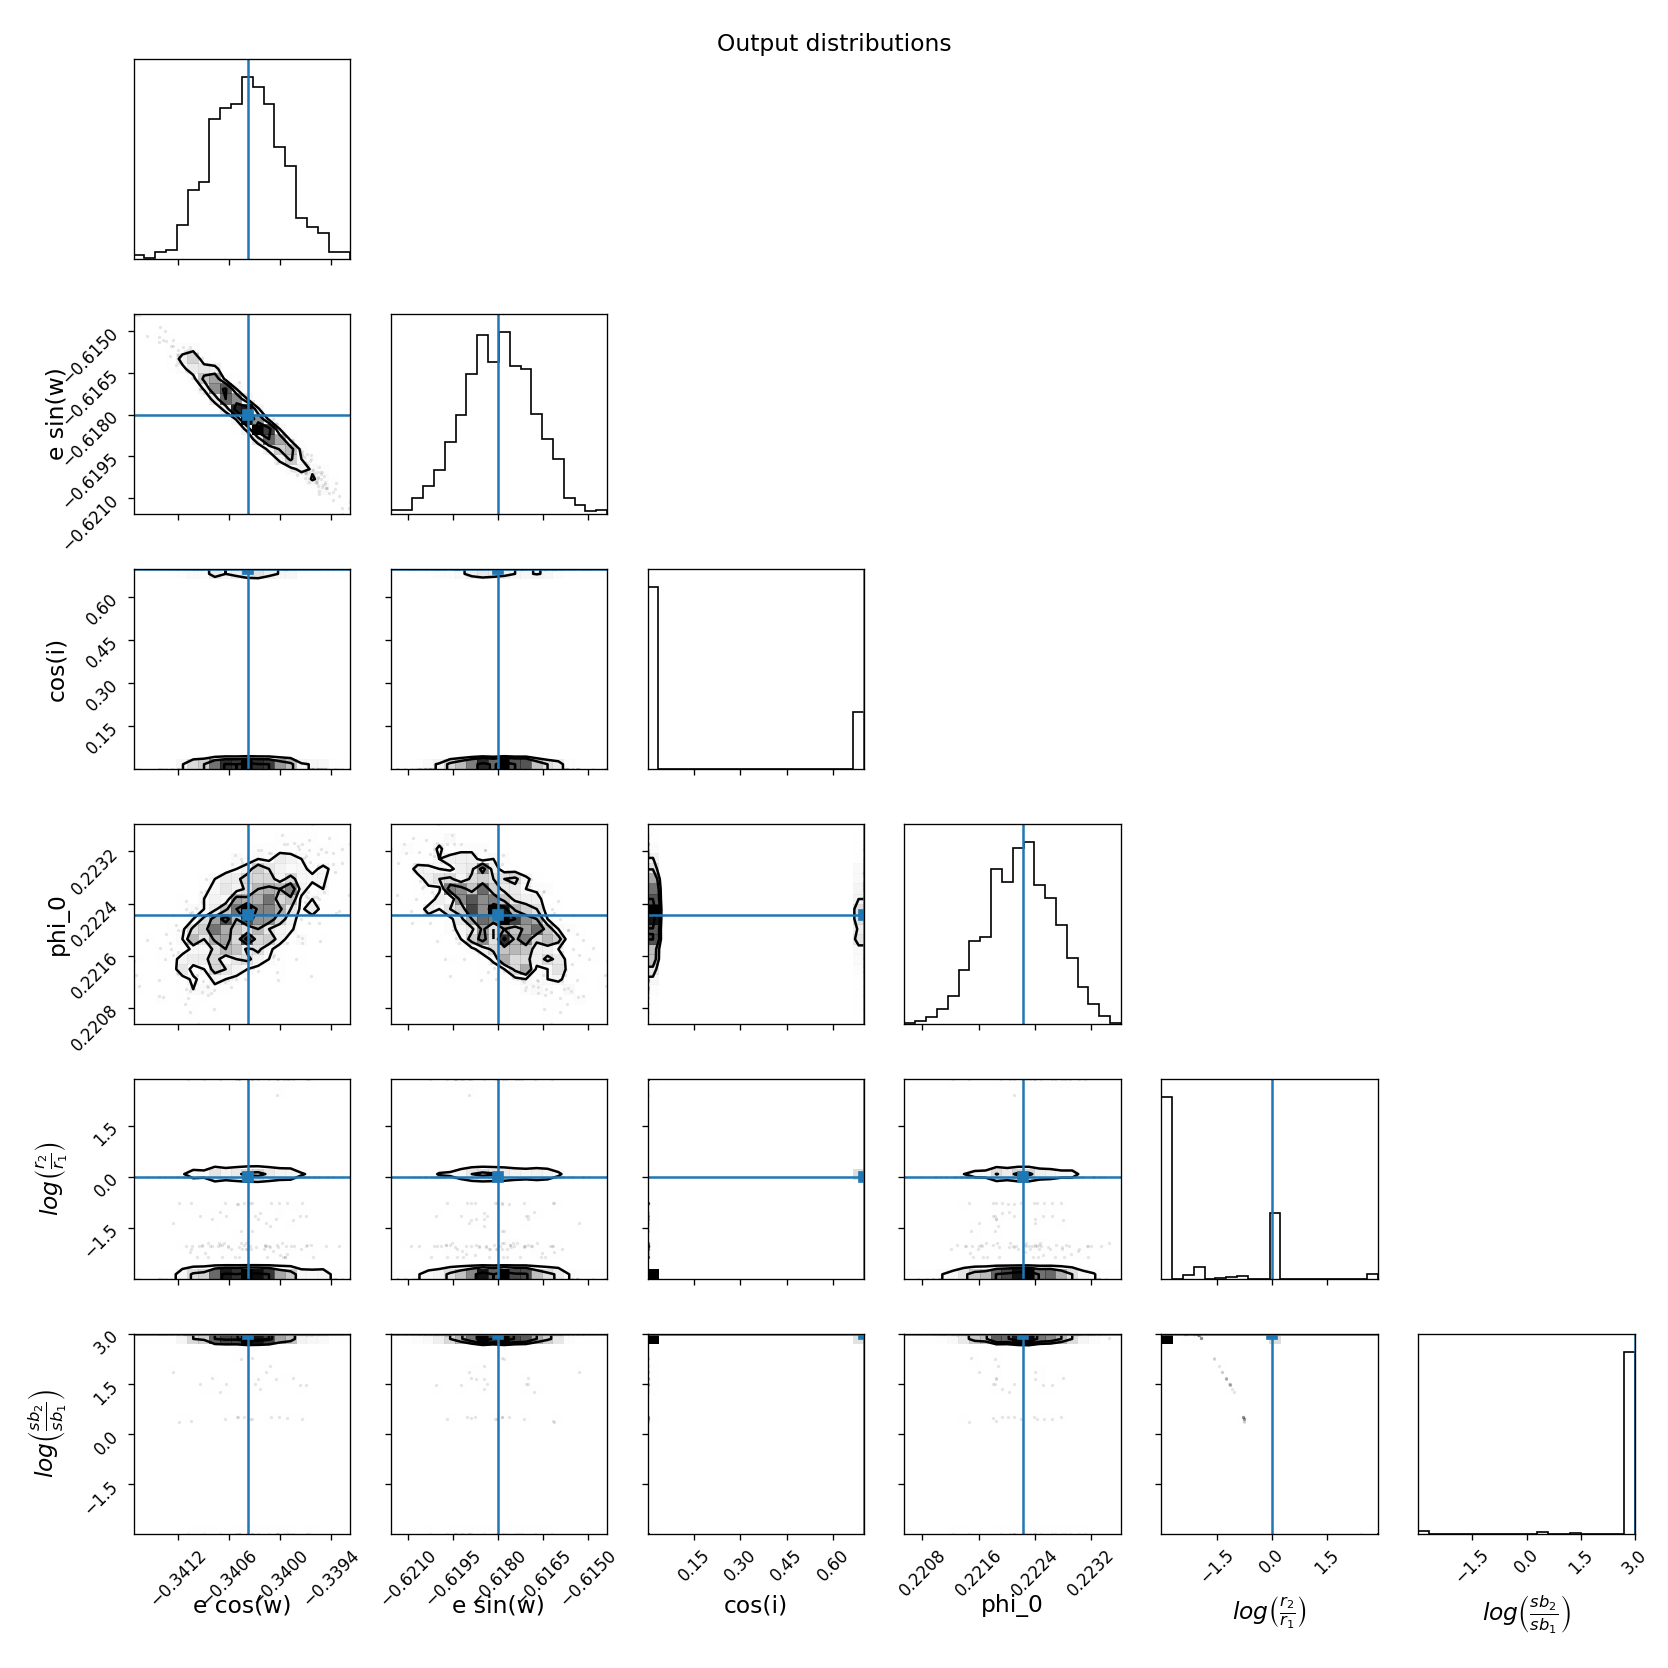 Output distributions
e sin(w)
−0.6150
−0.6165
−0.6180
−0.6195
−0.6210
cos(i)
0.60
0.45
0.30
0.15
phi_0
0.2232
0.2224
0.2216
0.2208
log(r2/r1)
1.5
0.0
−1.5
log(sb2/sb1)
3.0
1.5
0.0
−1.5
−0.3412 −0.3406 −0.3400 −0.3394
e cos(w)
−0.6210 −0.6195 −0.6180 −0.6165 −0.6150
e sin(w)
0.15 0.30 0.45 0.60
cos(i)
0.2208 0.2216 0.2224 0.2232
phi_0
−1.5 0.0 1.5
log(r2/r1)
−1.5 0.0 1.5 3.0
log(sb2/sb1)